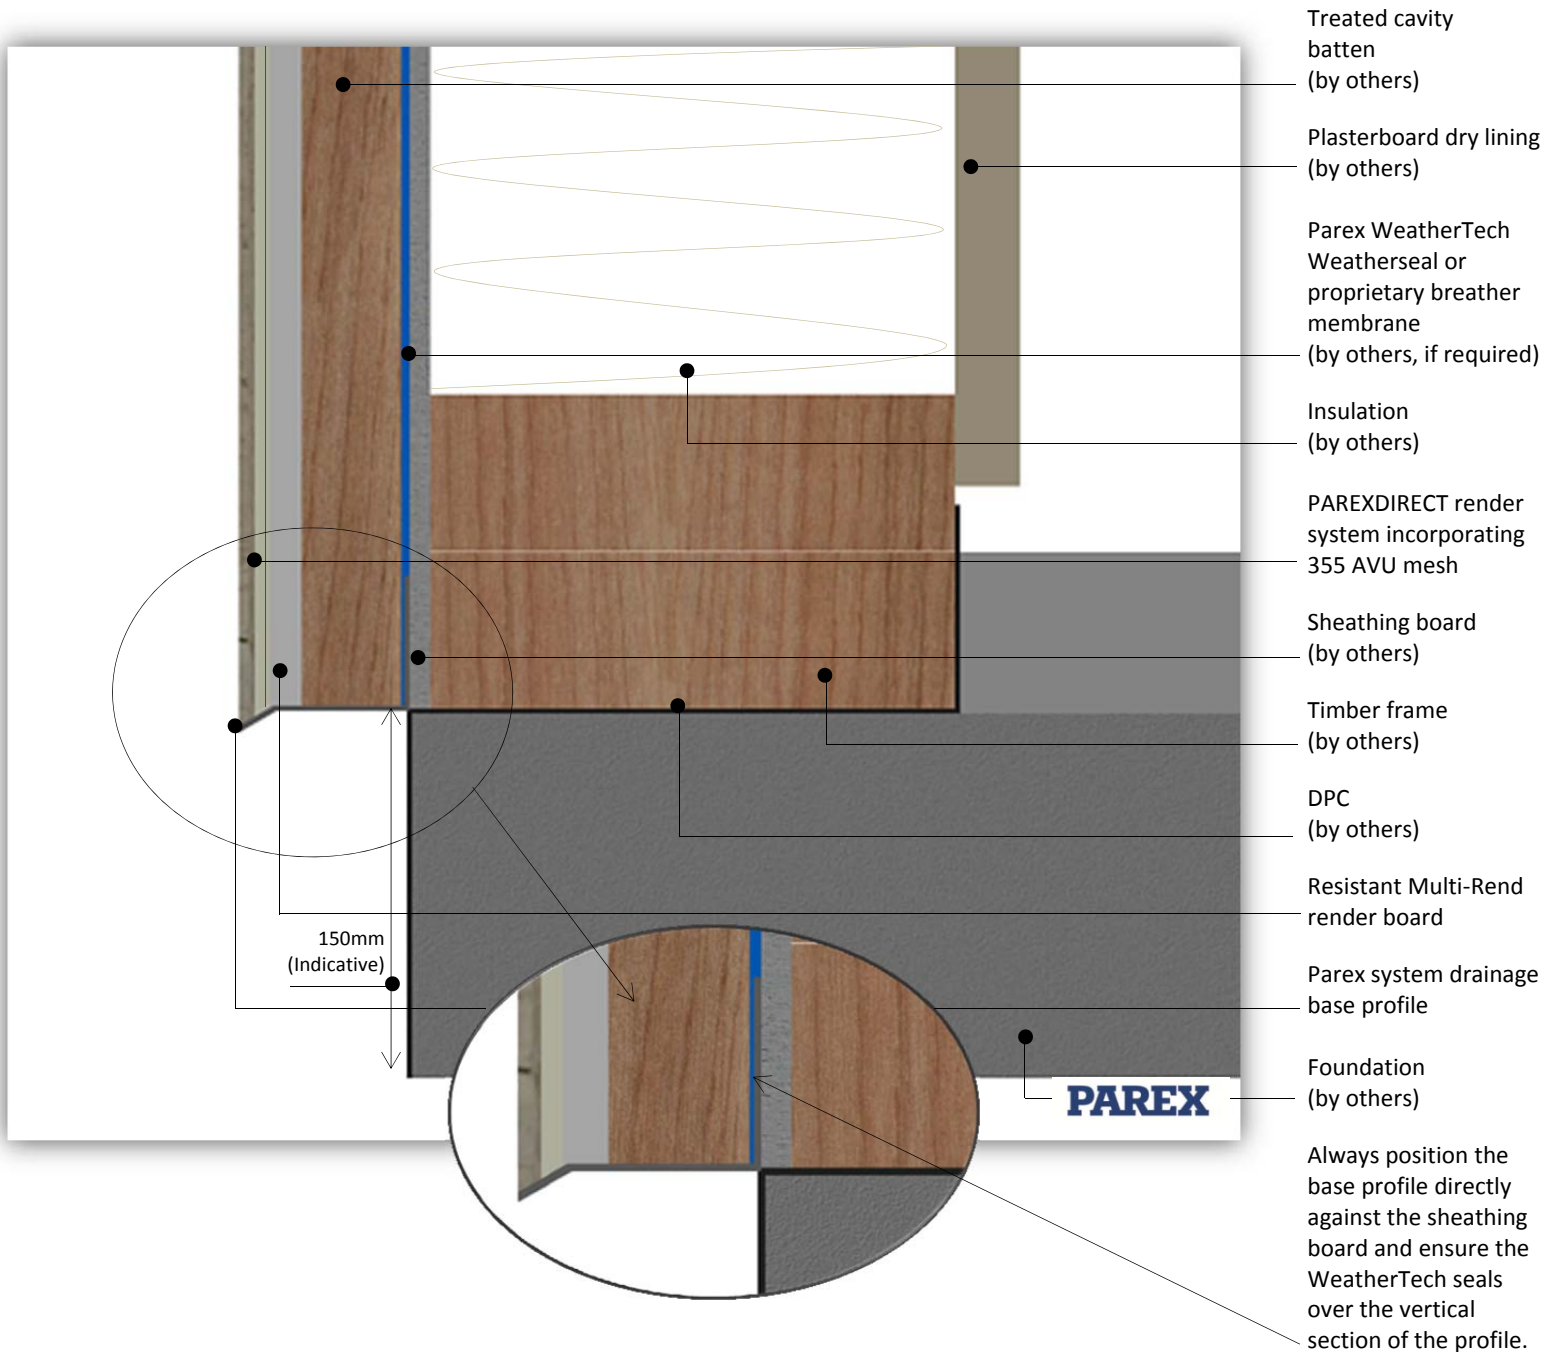 Treated cavity
batten
(by others)
Plasterboard dry lining
(by others)
Parex WeatherTech
Weatherseal or
proprietary breather
membrane
(by others, if required)
Insulation
(by others)
PAREXDIRECT render
system incorporating
355 AVU mesh
Sheathing board
(by others)
Timber frame
(by others)
DPC
(by others)
Resistant Multi-Rend
render board
150mm
(Indicative)
Parex system drainage
base profile
Foundation
(by others)
PAREX
Always position the
base profile directly
against the sheathing
board and ensure the
WeatherTech seals
over the vertical
section of the profile.